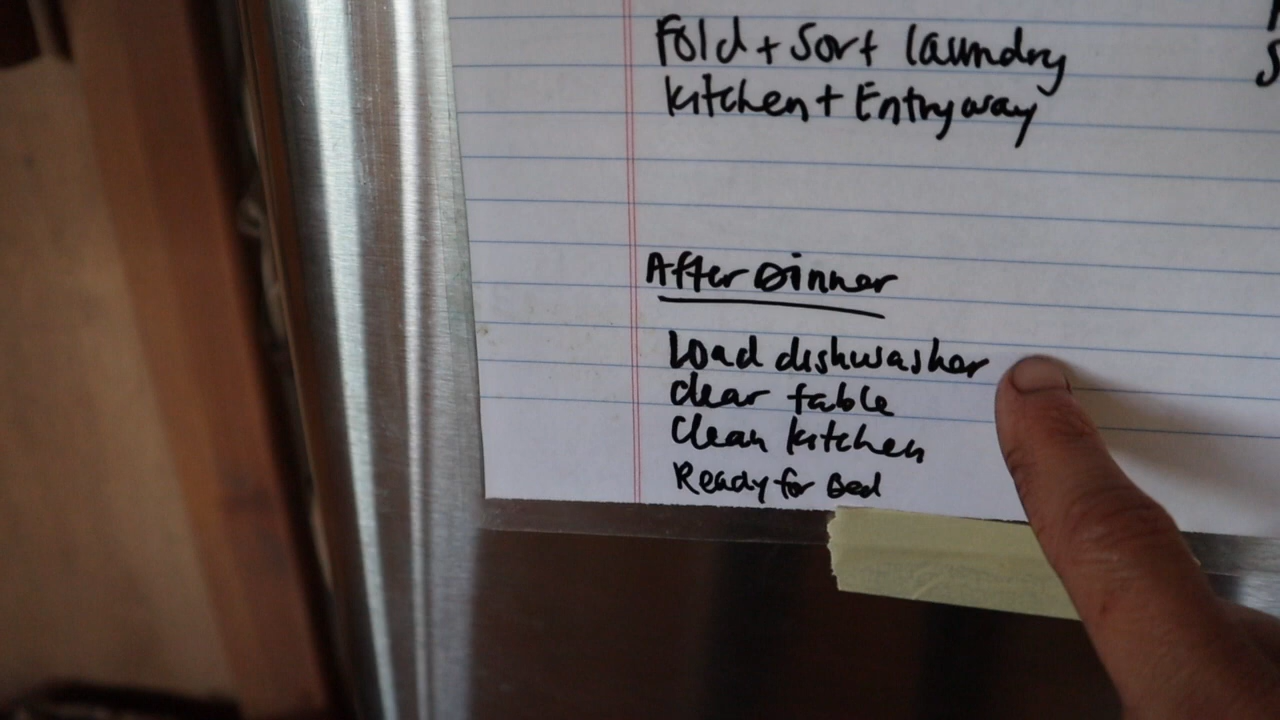 Fold + Sort laundry
Kitchen + Entryway
After Dinner
Load dishwasher
Clear table
Clean kitchen
Ready for Bed